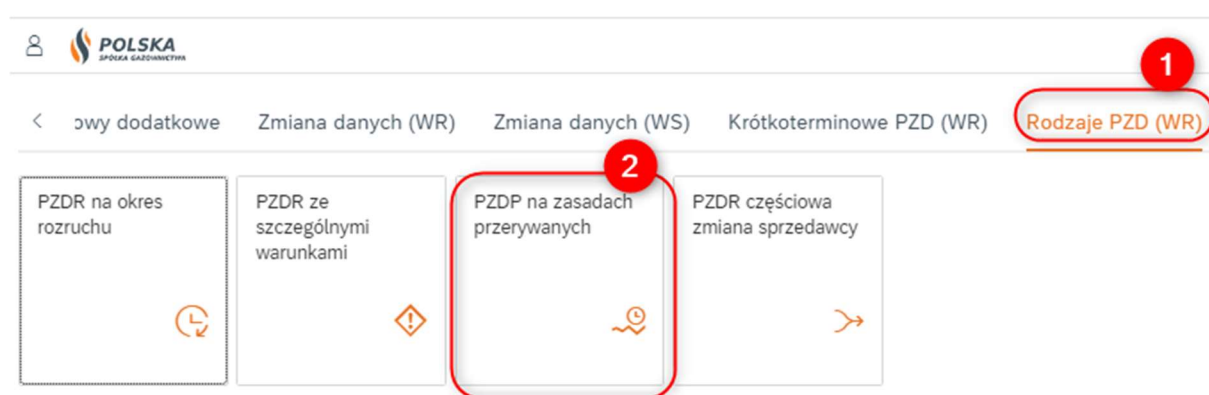 POLSKA
SPÓŁKA GAZOWNICTWA
1
owy dodatkowe Zmiana danych (WR) Zmiana danych (WS) Krótkoterminowe PZD (WR) Rodzaje PZD (WR)
2
PZDR na okres
rozruchu
PZDR ze
szczególnymi
warunkami
PZDP na zasadach
przerywanych
PZDR częściowa
zmiana sprzedawcy